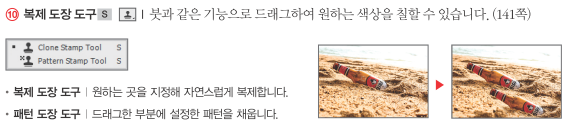 ⑩ 복제 도장 도구 S | 붓과 같은 기능으로 드래그하여 원하는 색상을 칠할 수 있습니다. (141쪽)
Clone Stamp Tool S
Pattern Stamp Tool S
• 복제 도장 도구 | 원하는 곳을 지정해 자연스럽게 복제합니다.
• 패턴 도장 도구 | 드래그한 부분에 설정한 패턴을 채웁니다.